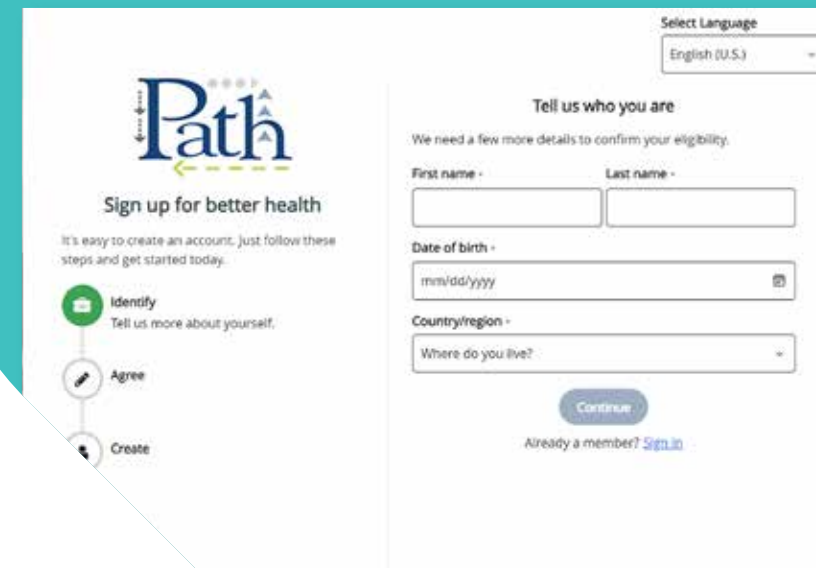 Select Language
English (U.S.)
Path
Sign up for better health
It's easy to create an account. Just follow these
steps and get started today.
Identify
Tell us more about yourself.
Agree
Create
Tell us who you are
We need a few more details to confirm your eligibility.
First name *
Last name *
Date of birth *
mm/dd/yyyy
Country/region *
Where do you live?
Continue
Already a member? Sign in